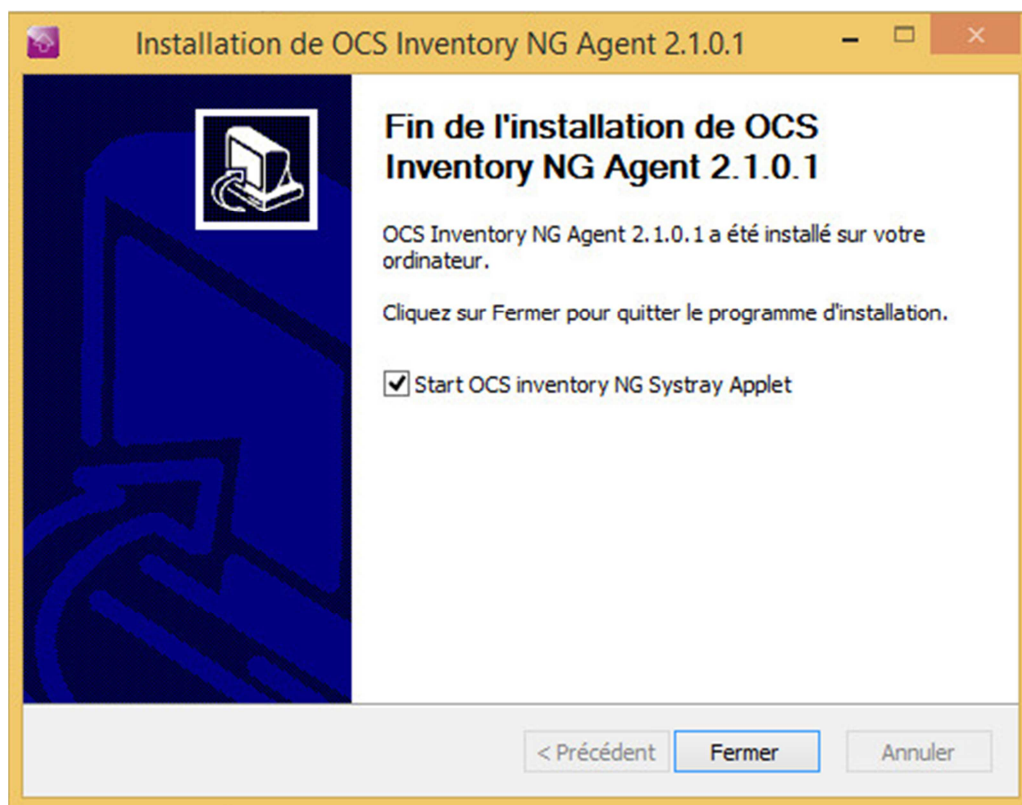 Installation de OCS Inventory NG Agent 2.1.0.1
Fin de l'installation de OCS
Inventory NG Agent 2.1.0.1
OCS Inventory NG Agent 2.1.0.1 a été installé sur votre
ordinateur.
Cliquez sur Fermer pour quitter le programme d'installation.
Start OCS inventory NG Systray Applet
< Précédent Fermer Annuler